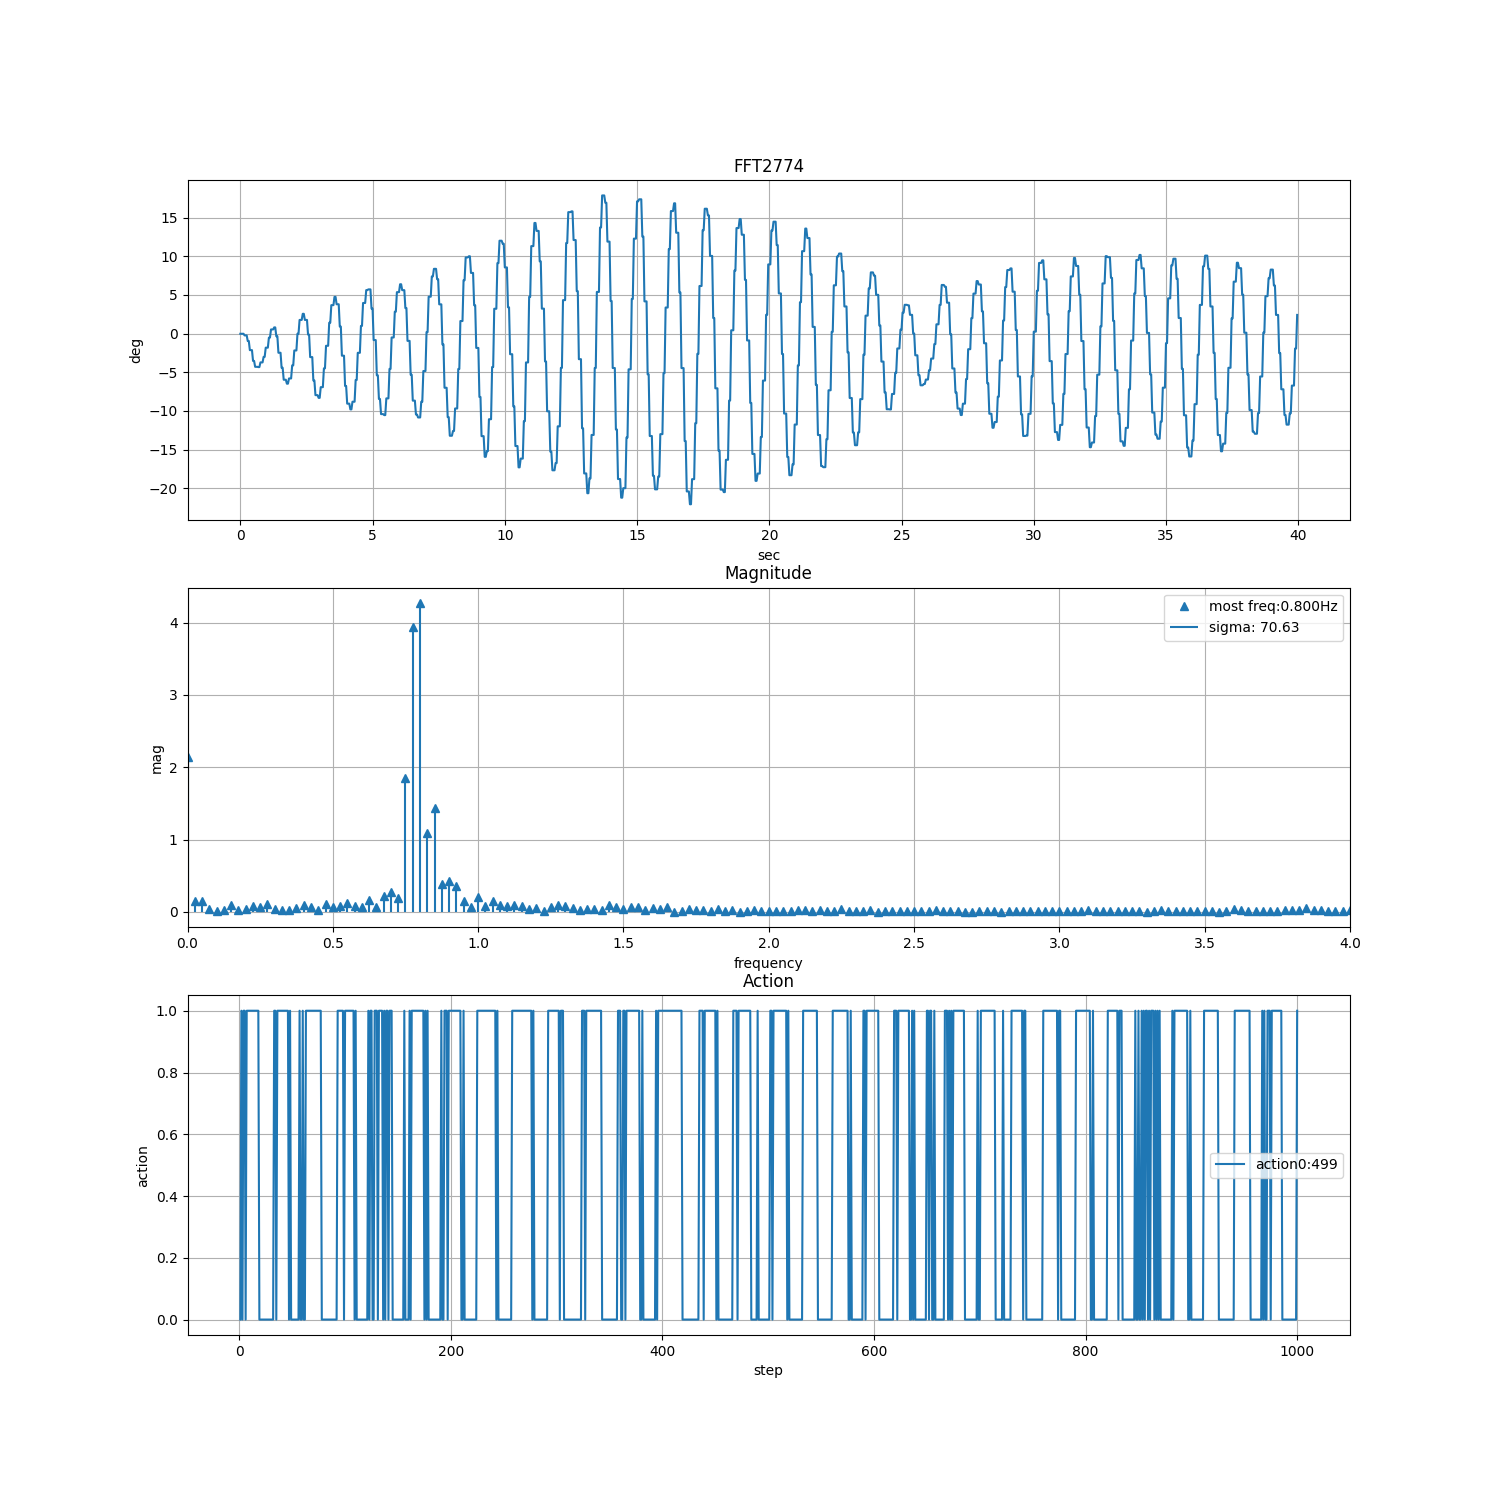 FFT2774
15
10
5
0
−5
−10
−15
−20
deg
0 5 10 15 20 25 30 35 40
sec
Magnitude
most freq:0.800Hz
sigma: 70.63
4
3
2
1
0
mag
0.0 0.5 1.0 1.5 2.0 2.5 3.0 3.5 4.0
frequency
Action
1.0
0.8
0.6
0.4
0.2
0.0
action
action0:499
0 200 400 600 800 1000
step